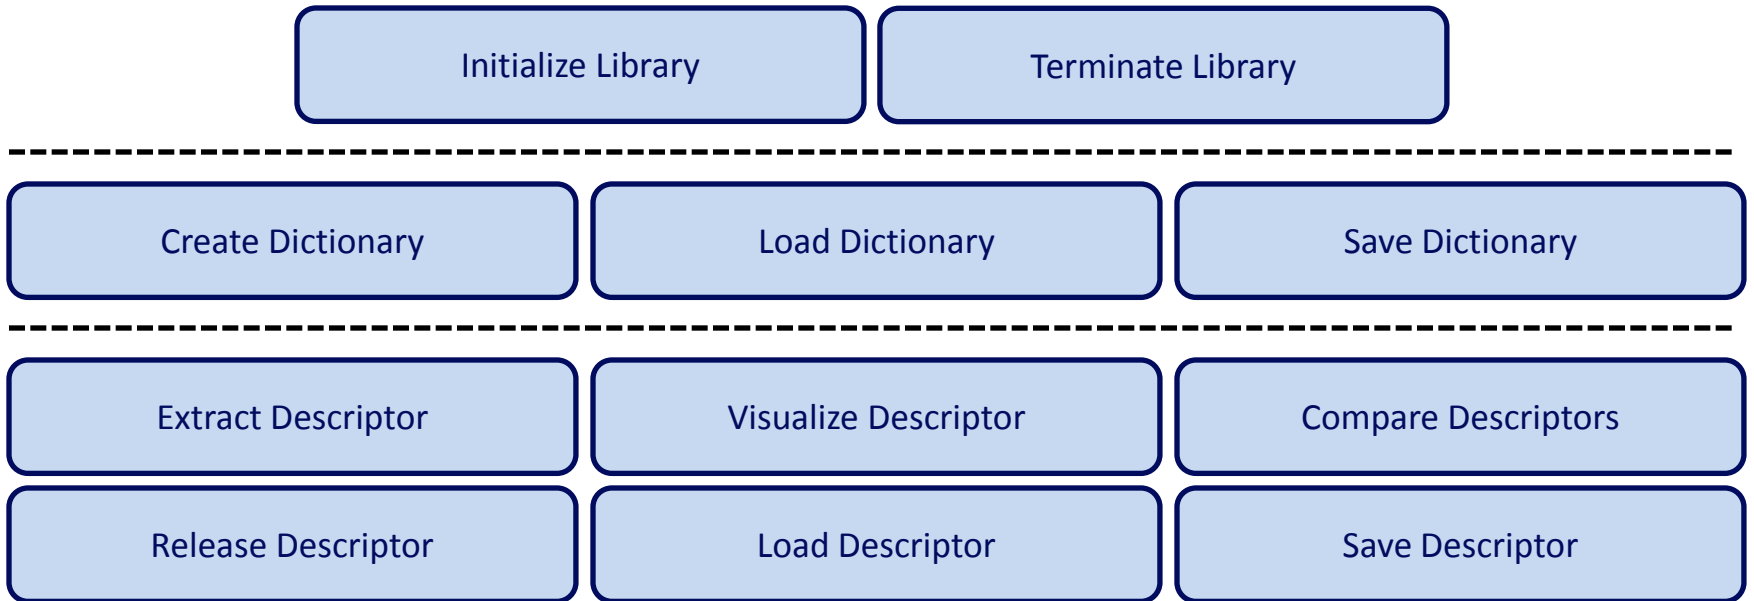 Initialize Library
Terminate Library
Create Dictionary
Load Dictionary
Save Dictionary
Extract Descriptor
Visualize Descriptor
Compare Descriptors
Release Descriptor
Load Descriptor
Save Descriptor